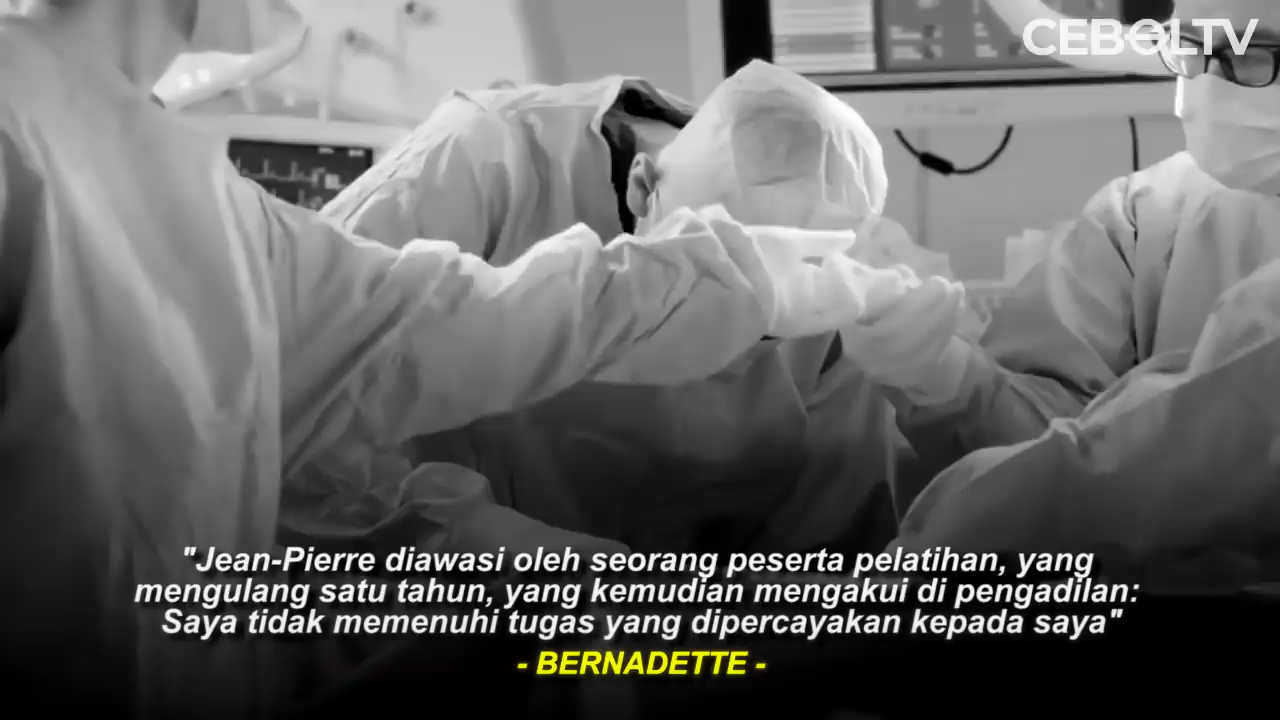 CEBOLTV
"Jean-Pierre diawasi oleh seorang peserta pelatihan, yang
mengulang satu tahun, yang kemudian mengakui di pengadilan:
Saya tidak memenuhi tugas yang dipercayakan kepada saya"
- BERNADETTE -